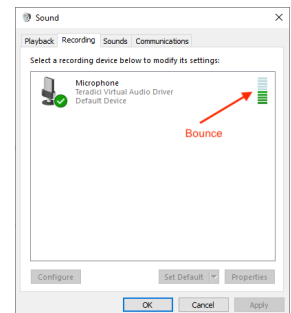 Sound
Playback Recording Sounds Communications
Select a recording device below to modify its settings:
Microphone
Teradici Virtual Audio Driver
Default Device
Bounce
Configure Set Default Properties
OK Cancel Apply